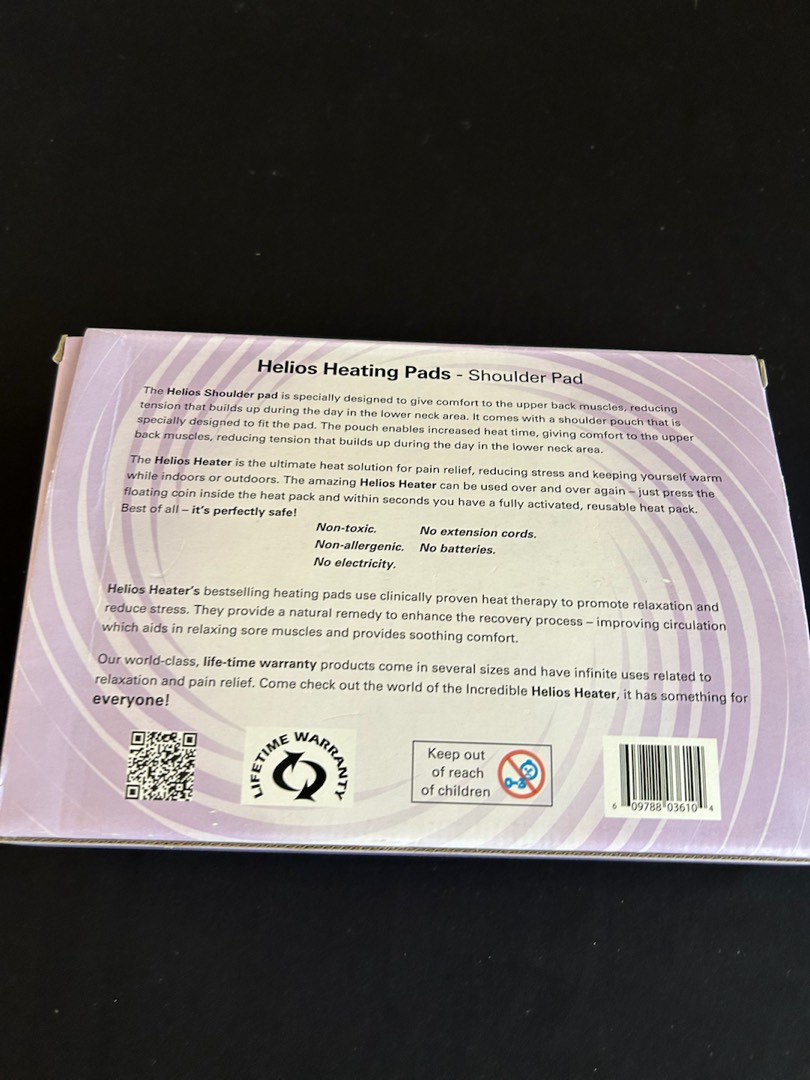 Helios Heating Pads - Shoulder Pad
The Helios Shoulder pad is specially designed to give comfort to the upper back muscles, reducing
tension that builds up during the day in the lower neck area. It comes with a shoulder pouch that is
specially designed to fit the pad. The pouch enables increased heat time, giving comfort to the upper
back muscles, reducing tension that builds up during the day in the lower neck area.
The Helios Heater is the ultimate heat solution for pain relief, reducing stress and keeping yourself warm
while indoors or outdoors. The amazing Helios Heater can be used over and over again – just press the
floating coin inside the heat pack and within seconds you have a fully activated, reusable heat pack.
Best of all – it's perfectly safe!
Non-toxic. No extension cords.
Non-allergenic. No batteries.
No electricity.
Helios Heater's bestselling heating pads use clinically proven heat therapy to promote relaxation and
reduce stress. They provide a natural remedy to enhance the recovery process – improving circulation
which aids in relaxing sore muscles and provides soothing comfort.
Our world-class, life-time warranty products come in several sizes and have infinite uses related to
relaxation and pain relief. Come check out the world of the Incredible Helios Heater, it has something for
everyone!
LIFETIME WARRANTY
Keep out
of reach
of children
0-3
6 09788 03610 4